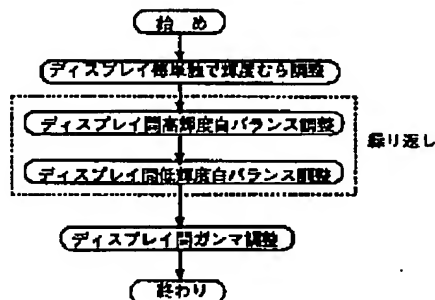 始め
ディスプレイ毎単独で輝度むら調整
ディスプレイ間高輝度白バランス調整
繰り返し
ディスプレイ間低輝度白バランス調整
ディスプレイ間ガンマ調整
終わり